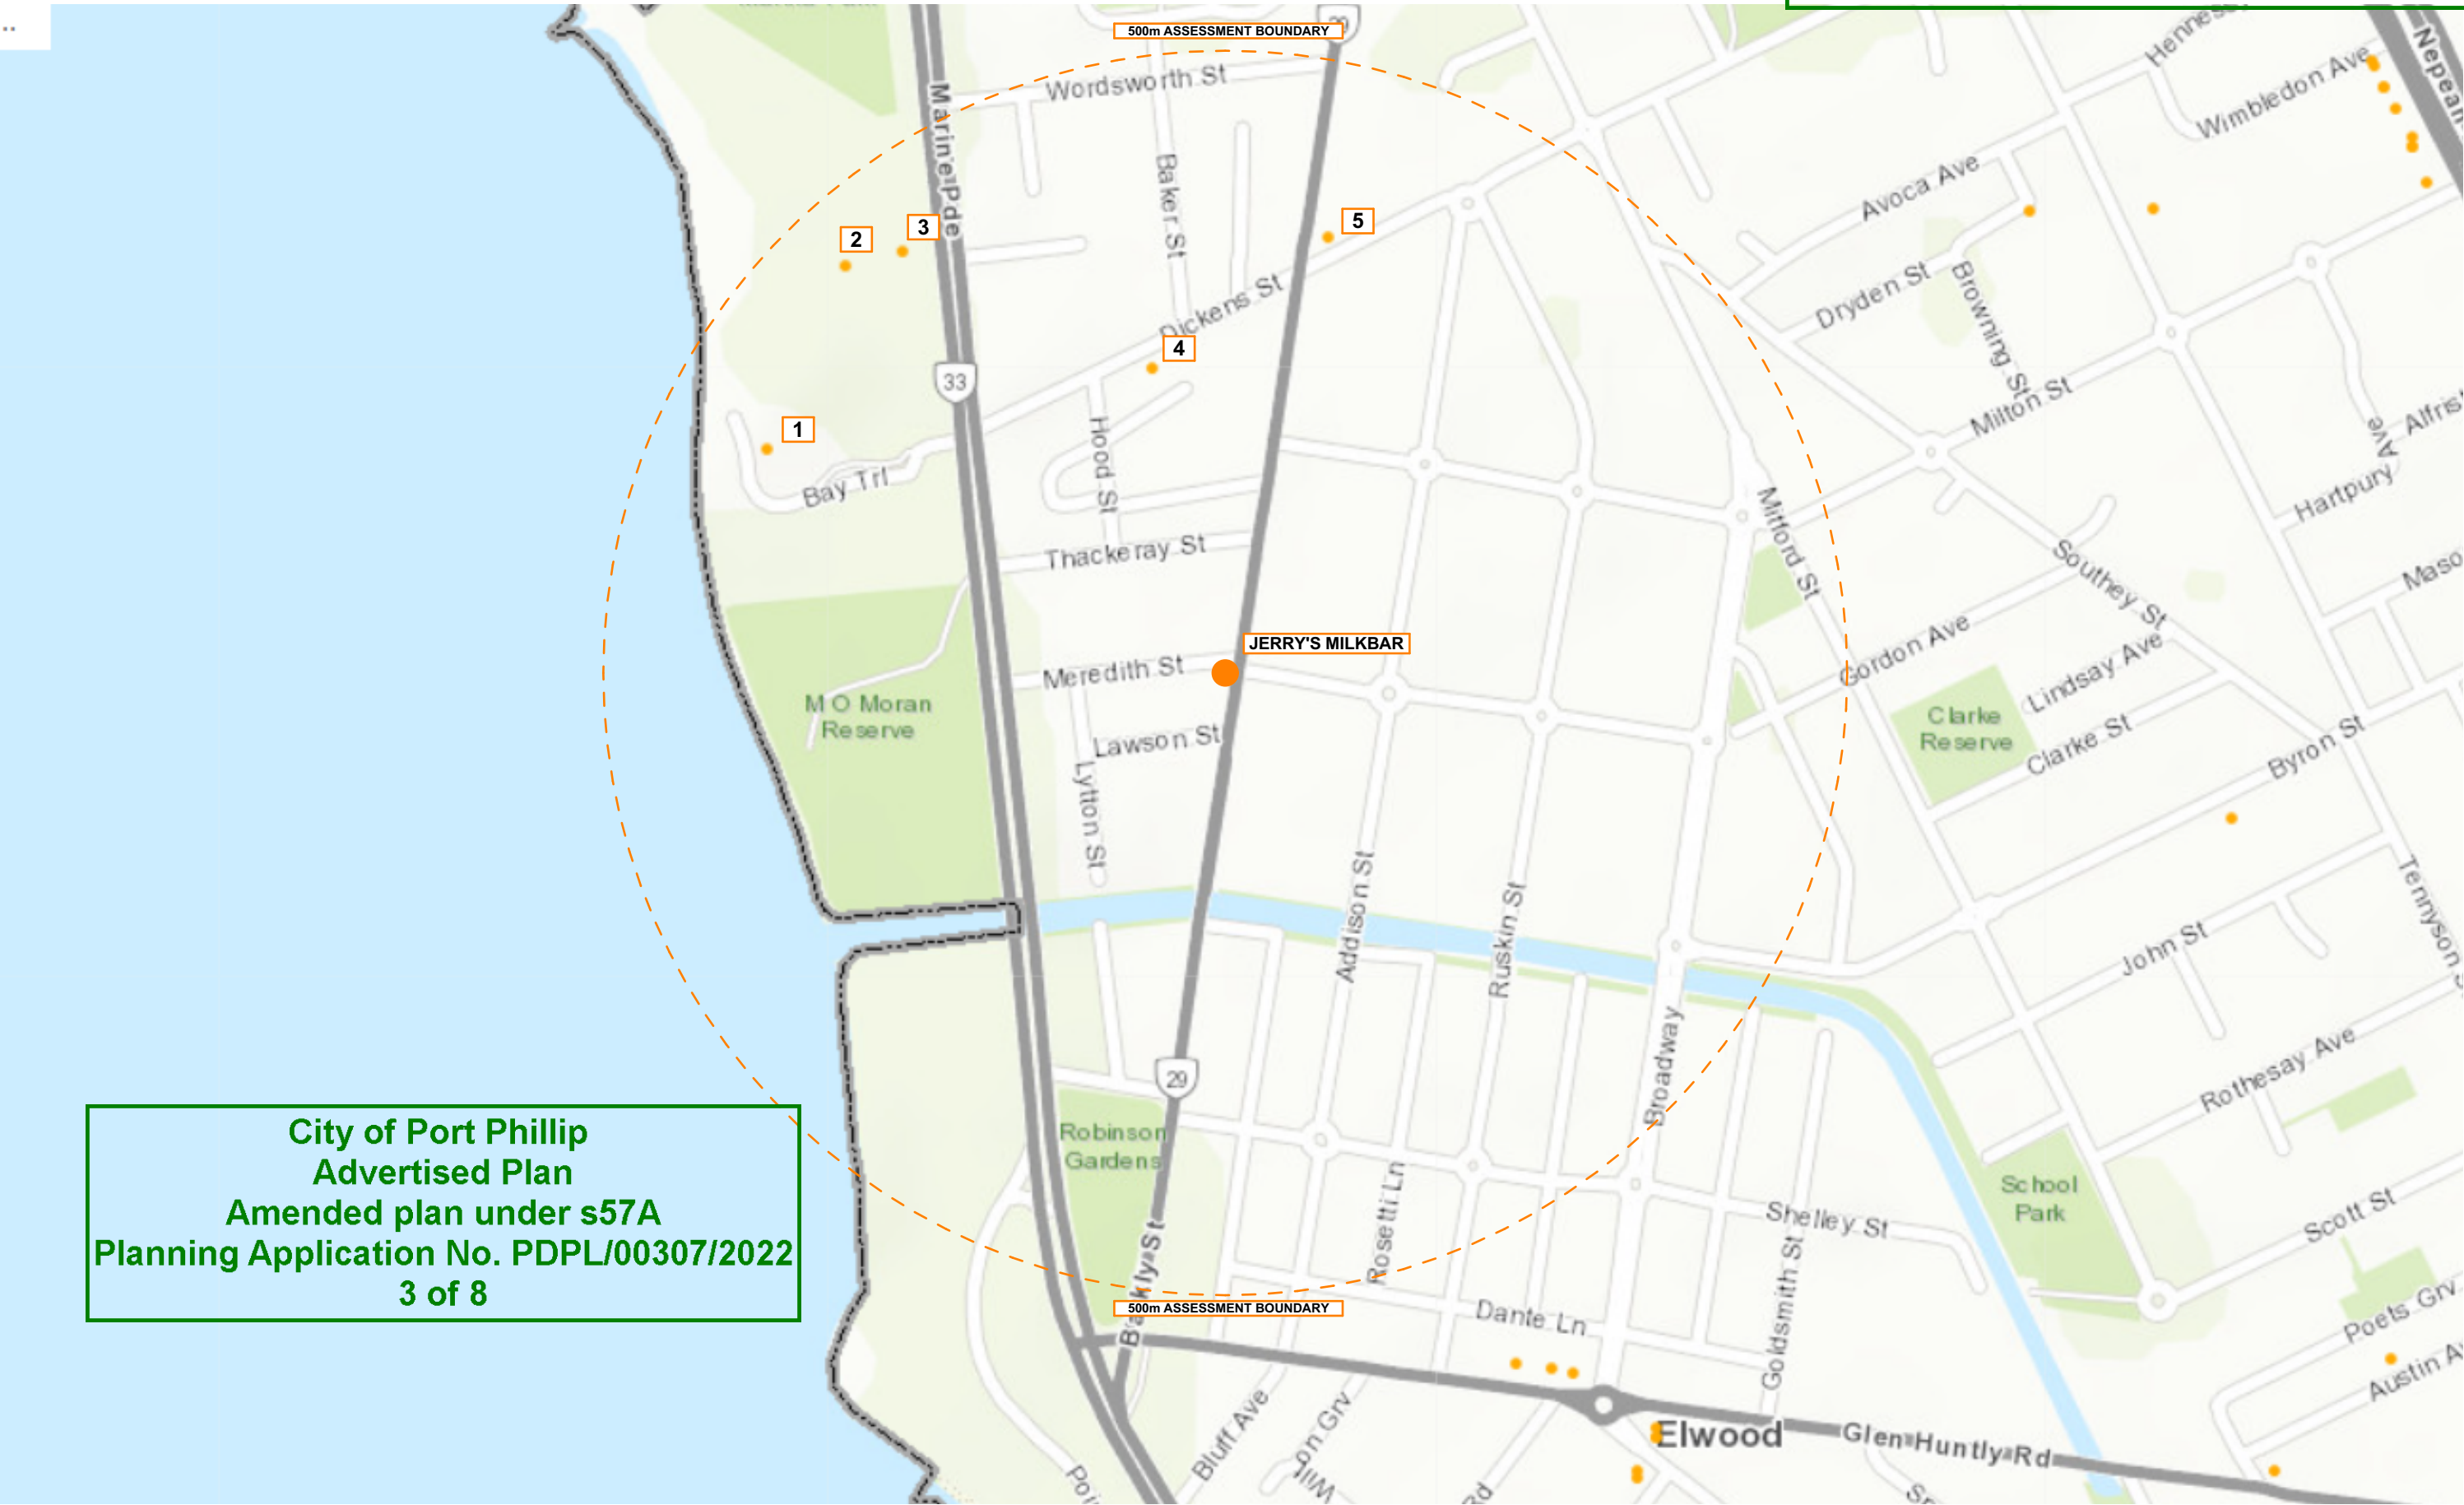 ..
500m ASSESSMENT BOUNDARY
Wordsworth St
Marine Pde
Baker St
Avoca Ave
Wimbledon Ave
3
2
5
Dryden St
Browning St
Dickens St
4
33
Milton St
1
Bay Trl
Hood St
Hartpury
Ave
Mitford St
Thackeray St
Southey St
JERRY'S MILKBAR
Meredith St
Gordon Ave
Lindsay Ave
M O Moran
Reserve
Clarke
Reserve
Clarke St
Byron St
Lawson St
Lytton St
Addison St
Ruskin St
Tennyson
John St
Broadway
29
Rothesay Ave
City of Port Phillip
Advertised Plan
Amended plan under s57A
Planning Application No. PDPL/00307/2022
3 of 8
Robinson
Gardens
Rosetti Ln
School
Park
Shelley St
Scott St
Goldsmith St
500m ASSESSMENT BOUNDARY
Dante Ln
Poets Grv
Bluff Ave
Elwood
Glen Huntly Rd
Rd